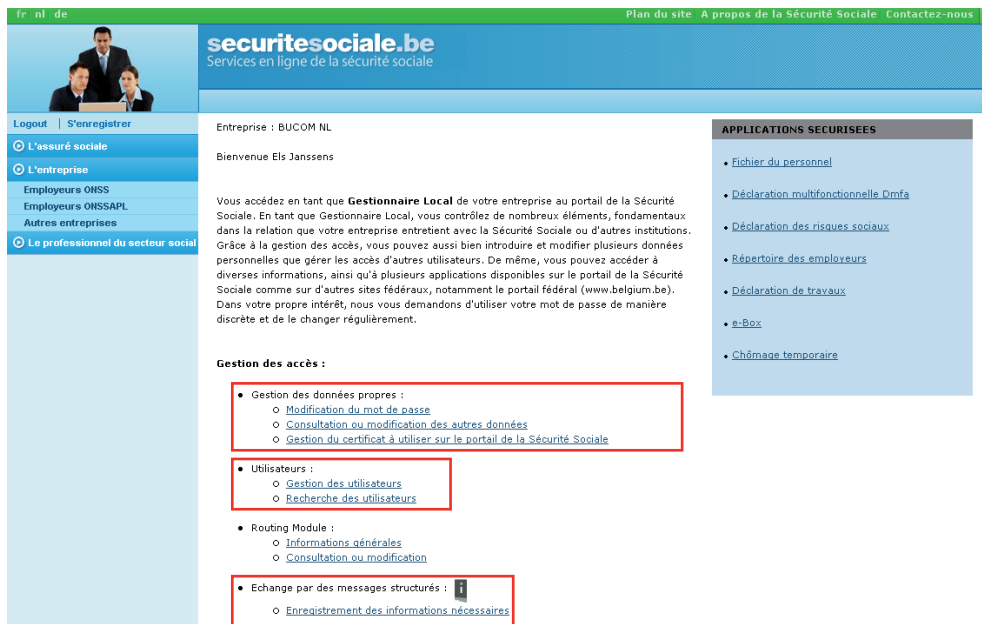 fr nl de
Plan du site A propos de la Sécurité Sociale Contactez-nous
securitesociale.be
Services en ligne de la sécurité sociale
Logout | S'enregistrer
L'assuré sociale
L'entreprise
Employeurs ONSS
Employeurs ONSSAPL
Autres entreprises
Le professionnel du secteur social
Entreprise : BUCOM NL
Bienvenue Els Janssens
Vous accédez en tant que Gestionnaire Local de votre entreprise au portail de la Sécurité
Sociale. En tant que Gestionnaire Local, vous contrôlez de nombreux éléments, fondamentaux
dans la relation que votre entreprise entretient avec la Sécurité Sociale ou d'autres institutions.
Grâce à la gestion des accès, vous pouvez aussi bien introduire et modifier plusieurs données
personnelles que gérer les accès d'autres utilisateurs. De même, vous pouvez accéder à
diverses informations, ainsi qu'à plusieurs applications disponibles sur le portail de la Sécurité
Sociale comme sur d'autres sites fédéraux, notamment le portail fédéral (www.belgium.be).
Dans votre propre intérêt, nous vous demandons d'utiliser votre mot de passe de manière
discrète et de le changer régulièrement.
Gestion des accès :
• Gestion des données propres :
o Modification du mot de passe
o Consultation ou modification des autres données
o Gestion du certificat à utiliser sur le portail de la Sécurité Sociale
• Utilisateurs :
o Gestion des utilisateurs
o Recherche des utilisateurs
• Routing Module :
o Informations générales
o Consultation ou modification
• Echange par des messages structurés : i
o Enregistrement des informations nécessaires
APPLICATIONS SECURISEES
• Fichier du personnel
• Déclaration multifonctionnelle Dmfa
• Déclaration des risques sociaux
• Répertoire des employeurs
• Déclaration de travaux
• e-Box
• Chômage temporaire